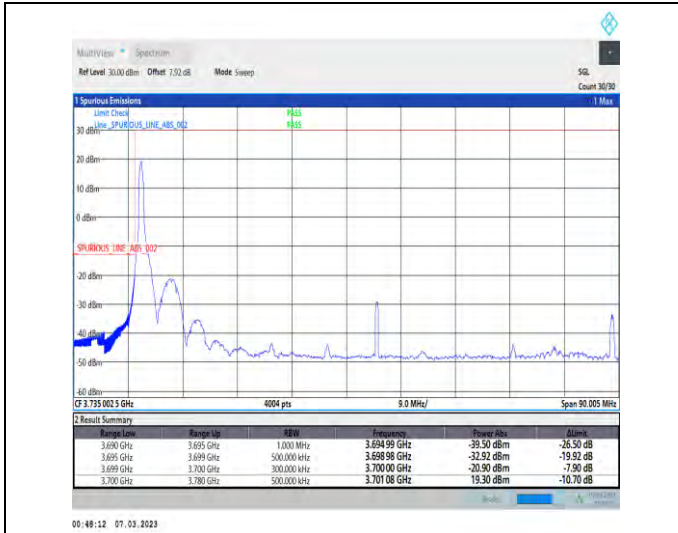 MultiView Spectrum
Ref Level 30.00 dBm Offset 7.92 dB Mode Sweep SGL
Count 30/30
1 Spurious Emissions 1 Max
Limit Check PASS
Line _SPURIOUS_LINE_ABS_002 PASS
30 dBm
20 dBm
10 dBm
0 dBm
_SPURIOUS_LINE_ABS_002
-20 dBm
-30 dBm
-40 dBm
-50 dBm
-60 dBm
CF 3.735 002 5 GHz 4004 pts 9.0 MHz/ Span 90.005 MHz
2 Result Summary
Range Low Range Up RBW Frequency Power Abs ΔLimit
3.690 GHz 3.695 GHz 1.000 MHz 3.694 99 GHz -39.50 dBm -26.50 dB
3.695 GHz 3.699 GHz 500.000 kHz 3.698 98 GHz -32.92 dBm -19.92 dB
3.699 GHz 3.700 GHz 300.000 kHz 3.700 00 GHz -20.90 dBm -7.90 dB
3.700 GHz 3.780 GHz 500.000 kHz 3.701 08 GHz 19.30 dBm -10.70 dB
00:48:12 07.03.2023